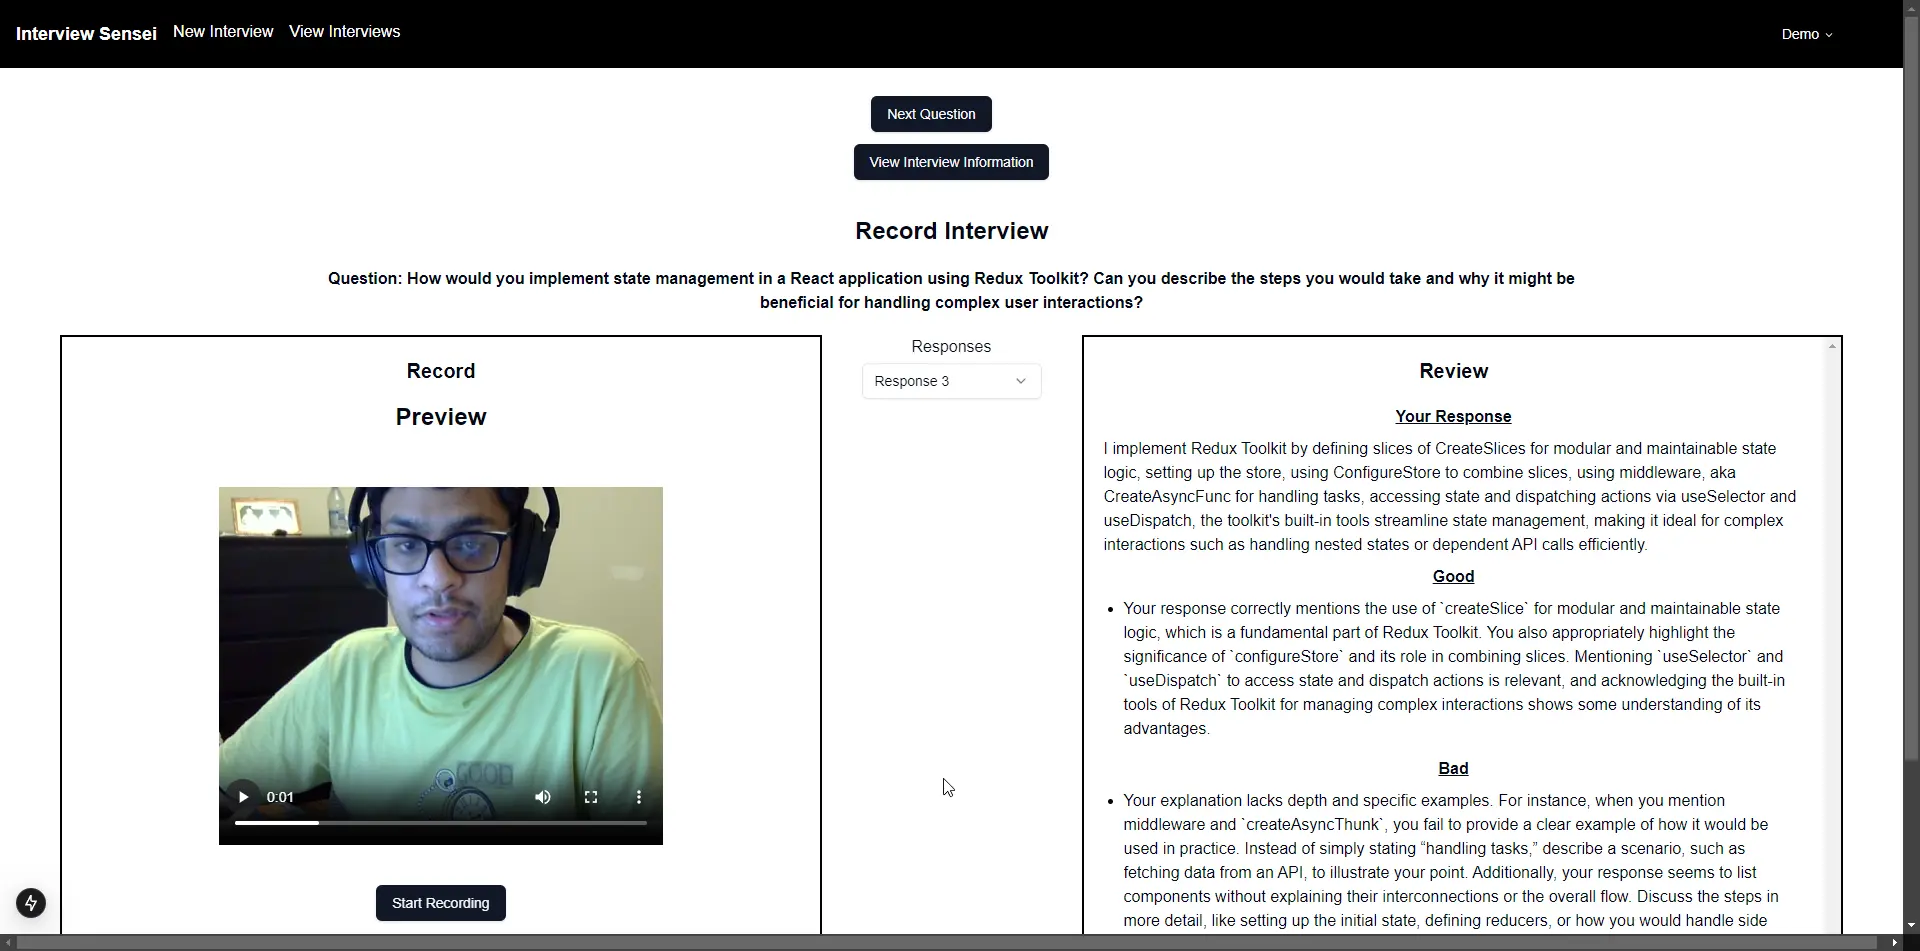 Interview Sensei New Interview View Interviews Demo
Next Question
View Interview Information
Record Interview
Question: How would you implement state management in a React application using Redux Toolkit? Can you describe the steps you would take and why it might be
beneficial for handling complex user interactions?
Record
Preview
GOOD
0:01
Start Recording
Responses
Response 3
Review
Your Response
I implement Redux Toolkit by defining slices of CreateSlices for modular and maintainable state
logic, setting up the store, using ConfigureStore to combine slices, using middleware, aka
CreateAsyncFunc for handling tasks, accessing state and dispatching actions via useSelector and
useDispatch, the toolkit's built-in tools streamline state management, making it ideal for complex
interactions such as handling nested states or dependent API calls efficiently.
Good
• Your response correctly mentions the use of `createSlice` for modular and maintainable state
logic, which is a fundamental part of Redux Toolkit. You also appropriately highlight the
significance of `configureStore` and its role in combining slices. Mentioning `useSelector` and
`useDispatch` to access state and dispatch actions is relevant, and acknowledging the built-in
tools of Redux Toolkit for managing complex interactions shows some understanding of its
advantages.
Bad
• Your explanation lacks depth and specific examples. For instance, when you mention
middleware and `createAsyncThunk`, you fail to provide a clear example of how it would be
used in practice. Instead of simply stating “handling tasks,” describe a scenario, such as
fetching data from an API, to illustrate your point. Additionally, your response seems to list
components without explaining their interconnections or the overall flow. Discuss the steps in
more detail, like setting up the initial state, defining reducers, or how you would handle side